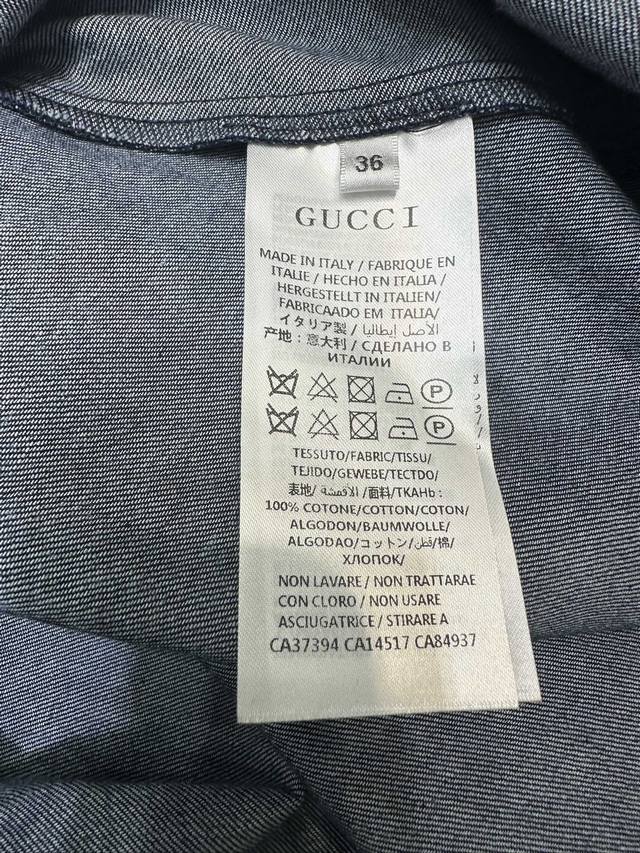 36
GUCCI
MADE IN ITALY / FABRIQUE EN
ITALIE / HECHO EN ITALIA /
HERGESTELLT IN ITALIEN/
FABRICAADO EM ITALIA/
イタリア製 / الأصل إيطاليا /
产地：意大利 / СДЕЛАНО В
ИТАЛИИ
P
P
TESSUTO/FABRIC/TISSU/
TEJIDO/GEWEBE/TECTDO/
表地/ الأقمشة /面料/TKAHb :
100% COTONE/COTTON/COTON/
ALGODON/BAUMWOLLE/
ALGODAO/コットン/قطن/棉/
ХЛОПОК/
NON LAVARE / NON TRATTARAE
CON CLORO / NON USARE
ASCIUGATRICE / STIRARE A
CA37394 CA14517 CA84937